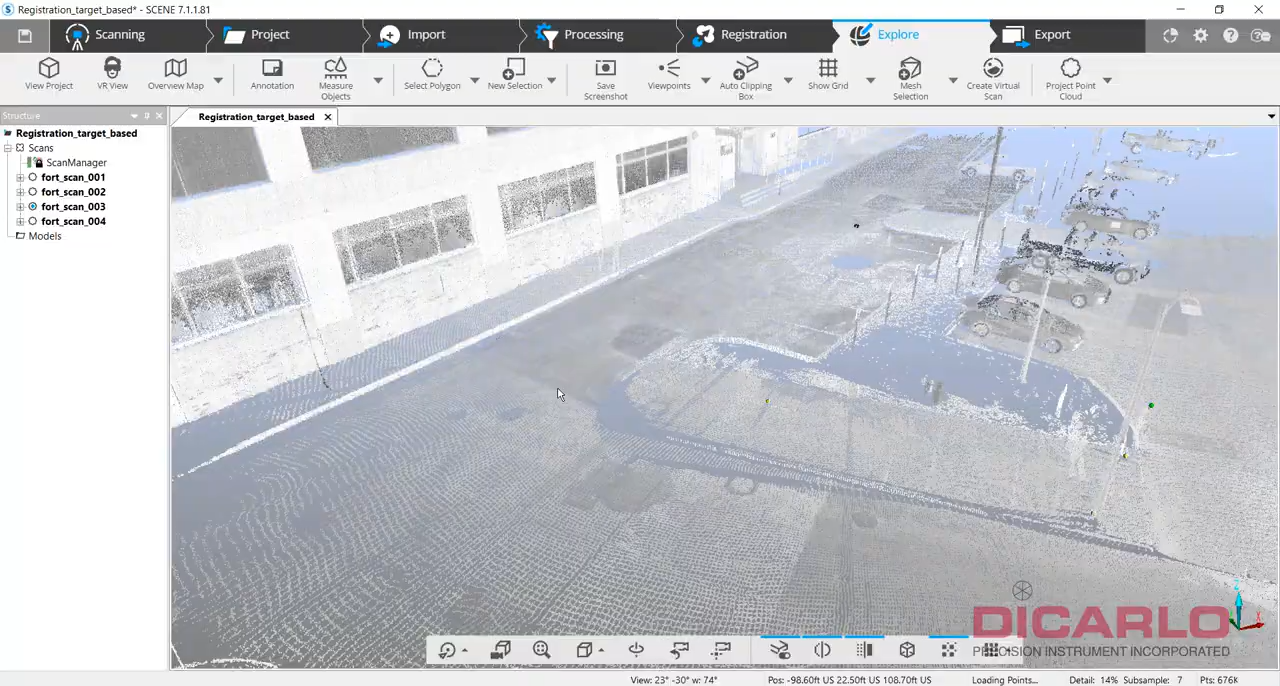 Registration_target_based* - SCENE 7.1.1.81
Scanning
Project
Import
Processing
Registration
Explore
Export
View Project
VR View
Overview Map
Annotation
Measure Objects
Select Polygon
New Selection
Save Screenshot
Viewpoints
Auto Clipping Box
Show Grid
Mesh Selection
Create Virtual Scan
Project Point Cloud
Structure
Registration_target_based
Registration_target_based
Scans
ScanManager
fort_scan_001
fort_scan_002
fort_scan_003
fort_scan_004
Models
Z
DICARLO
PRECISION INSTRUMENT INCORPORATED
View: 23° -30° w: 74°
Pos: -98.60ft US 22.50ft US 108.70ft US
Loading Points...
Detail: 14%
Subsample: 7
Pts: 676K